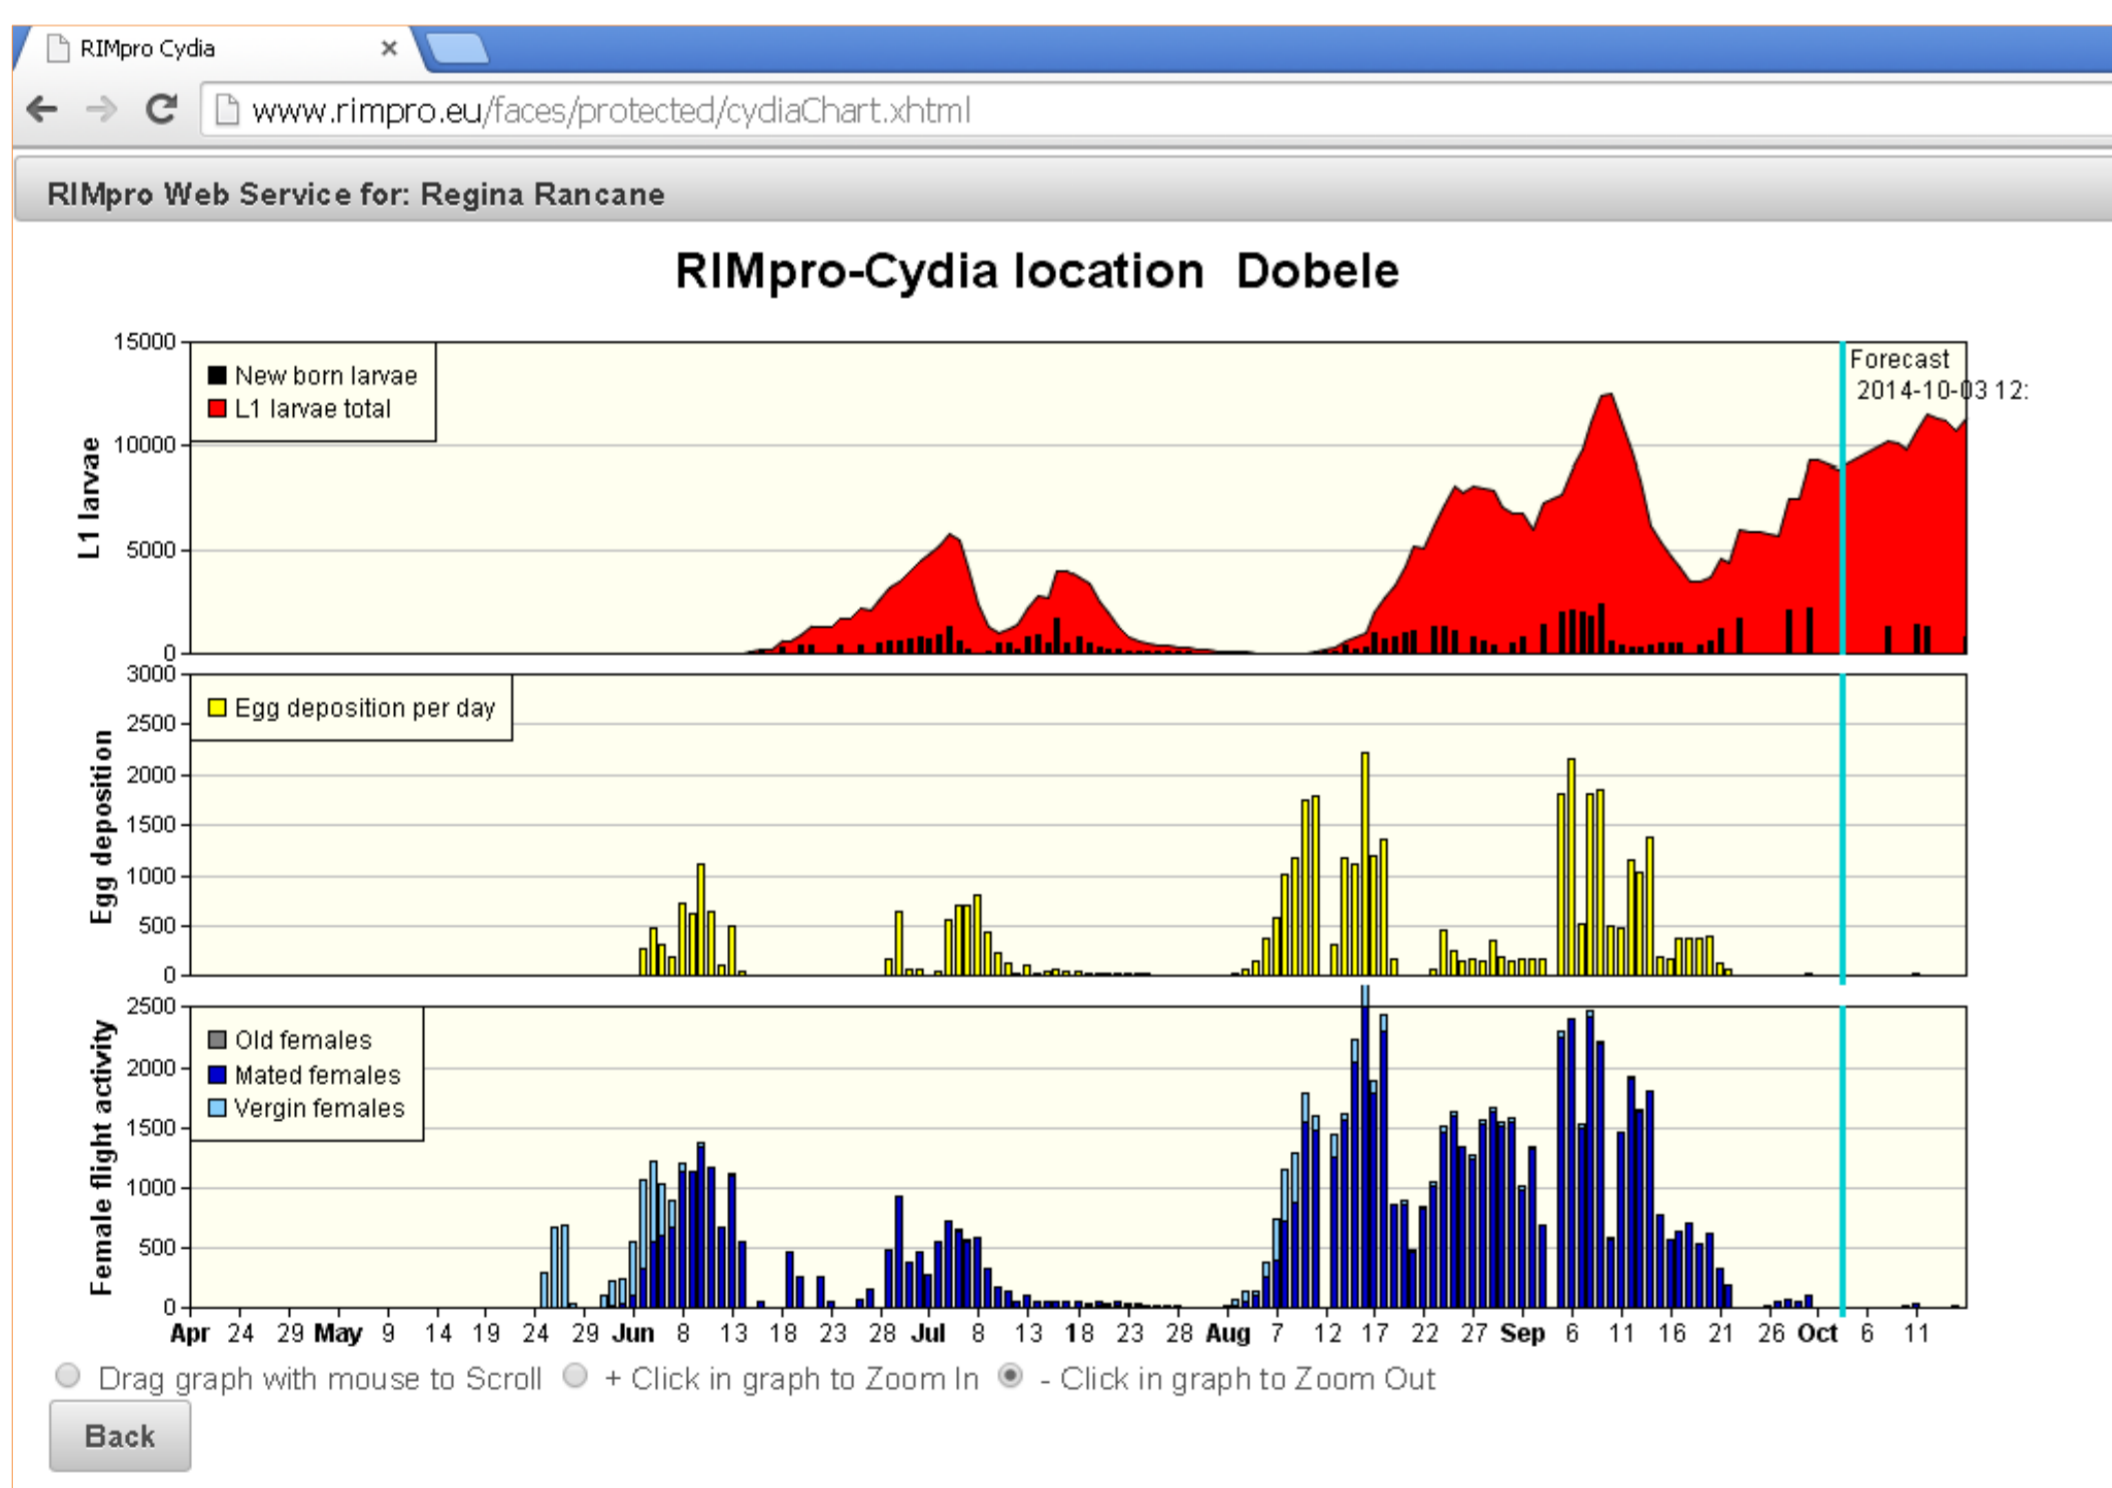 RIMpro Cydia
www.rimpro.eu/faces/protected/cydiaChart.xhtml
RIMpro Web Service for: Regina Rancane
RIMpro-Cydia location Dobele
15000
10000
5000
0
L1 larvae
New born larvae
L1 larvae total
Forecast
2014-10-03 12:
3000
2500
2000
1500
1000
500
0
Egg deposition
Egg deposition per day
2500
2000
1500
1000
500
0
Female flight activity
Old females
Mated females
Vergin females
Apr 24 29 May 9 14 19 24 29 Jun 8 13 18 23 28 Jul 8 13 18 23 28 Aug 7 12 17 22 27 Sep 6 11 16 21 26 Oct 6 11
Drag graph with mouse to Scroll + Click in graph to Zoom In - Click in graph to Zoom Out
Back